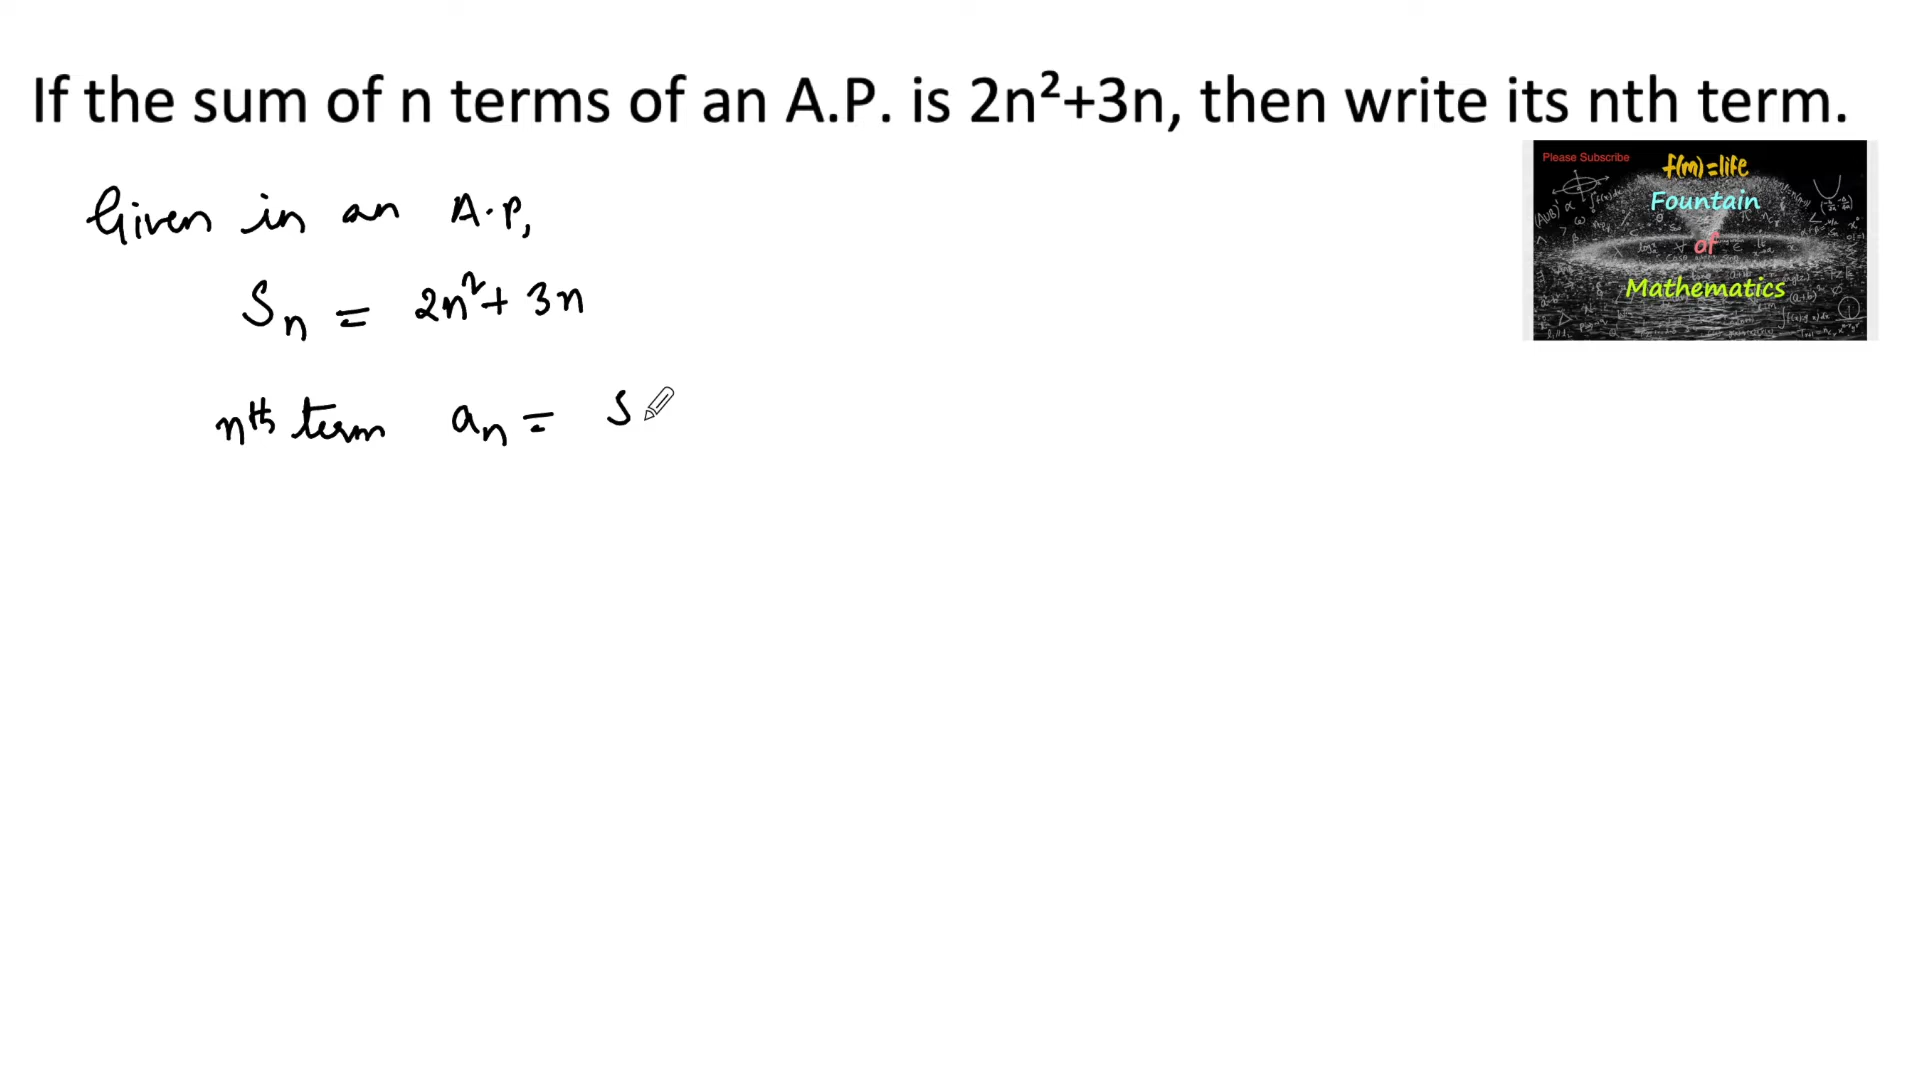 If the sum of n terms of an A.P. is 2n²+3n, then write its nth term.
Please Subscribe
f(m)=life
Fountain
of
Mathematics
Given in an A.P,
Sₙ = 2n²+ 3n
nᵗʰ term aₙ = S